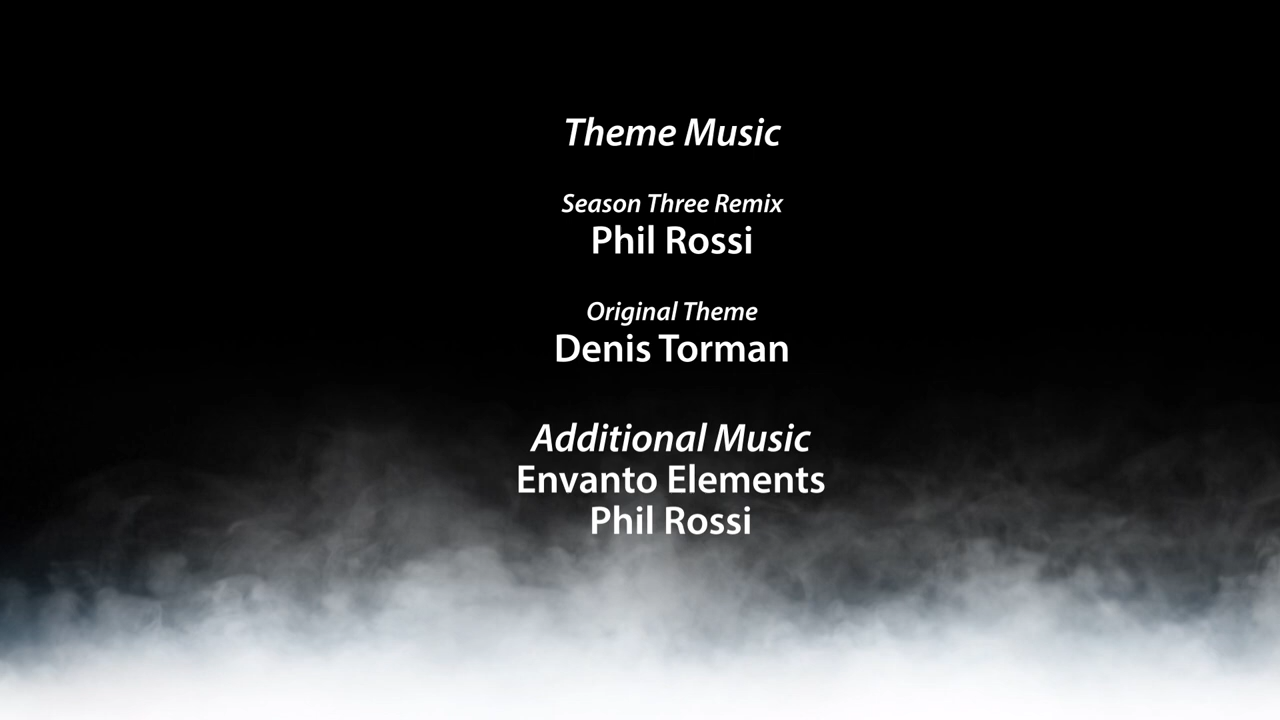 Theme Music
Season Three Remix
Phil Rossi
Original Theme
Denis Torman
Additional Music
Envanto Elements
Phil Rossi